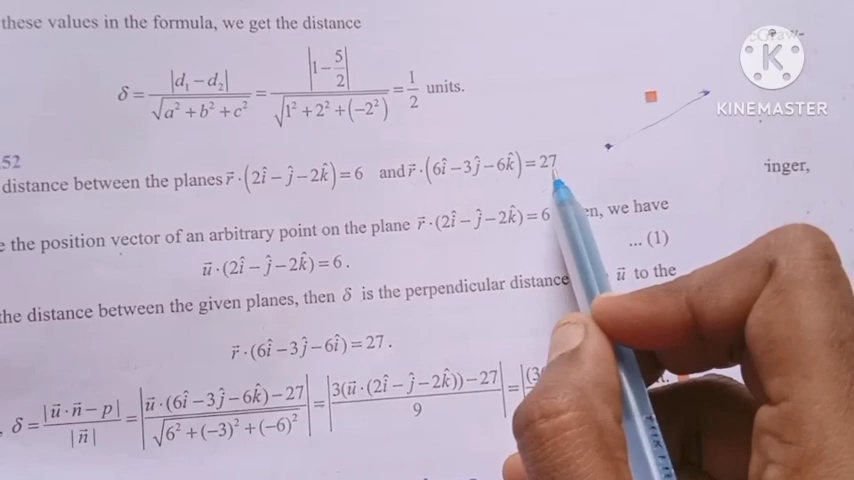 these values in the formula, we get the distance
δ = |d₁ − d₂| / √(a² + b² + c²) = |1 − 5/2| / √(1² + 2² + (−2²)) = 1/2 units.
KINEMASTER
52
distance between the planes r⃗ · (2î − ĵ − 2k̂) = 6 and r⃗ · (6î − 3ĵ − 6k̂) = 27
inger,
e the position vector of an arbitrary point on the plane r⃗ · (2î − ĵ − 2k̂) = 6 en, we have
u⃗ · (2î − ĵ − 2k̂) = 6 . ... (1)
the distance between the given planes, then δ is the perpendicular distance u⃗ to the
r⃗ · (6î − 3ĵ − 6î) = 27 .
, δ = |u⃗ · n⃗ − p| / |n⃗| = |u⃗ · (6î − 3ĵ − 6k̂) − 27 / √(6² + (−3)² + (−6)²)| = |3(u⃗ · (2î − ĵ − 2k̂)) − 27 / 9| = |(3